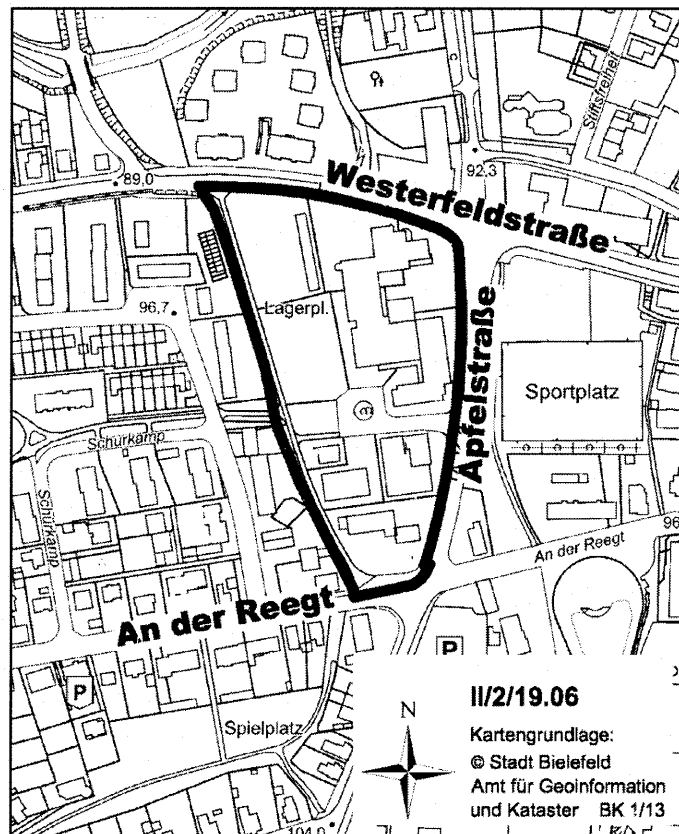 Stiftsfreiheit
89,0
92,3
Westerfeldstraße
Lagerpl.
96,7
Apfelstraße
Sportplatz
Schürkamp
Schürkamp
An der Reegt
96
An der Reegt
P
P
Spielplatz
104,0
N
II/2/19.06
Kartengrundlage:
© Stadt Bielefeld
Amt für Geoinformation
und Kataster BK 1/13